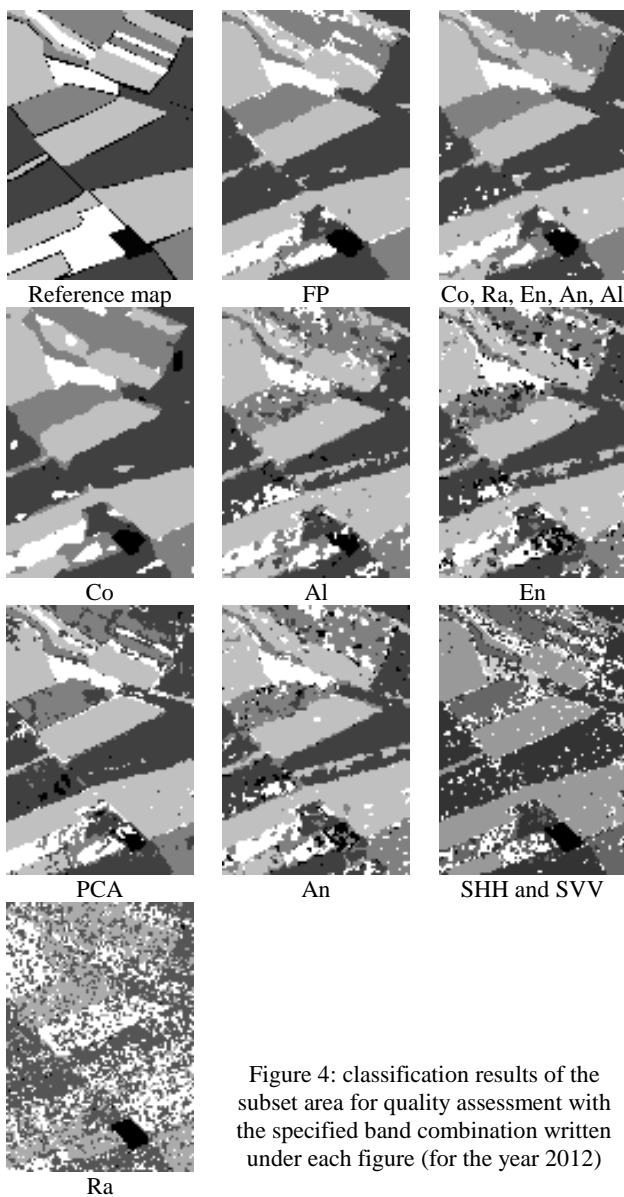 Reference map
FP
Co, Ra, En, An, Al
Co
Al
En
PCA
An
SHH and SVV
Ra
Figure 4: classification results of the
subset area for quality assessment with
the specified band combination written
under each figure (for the year 2012)